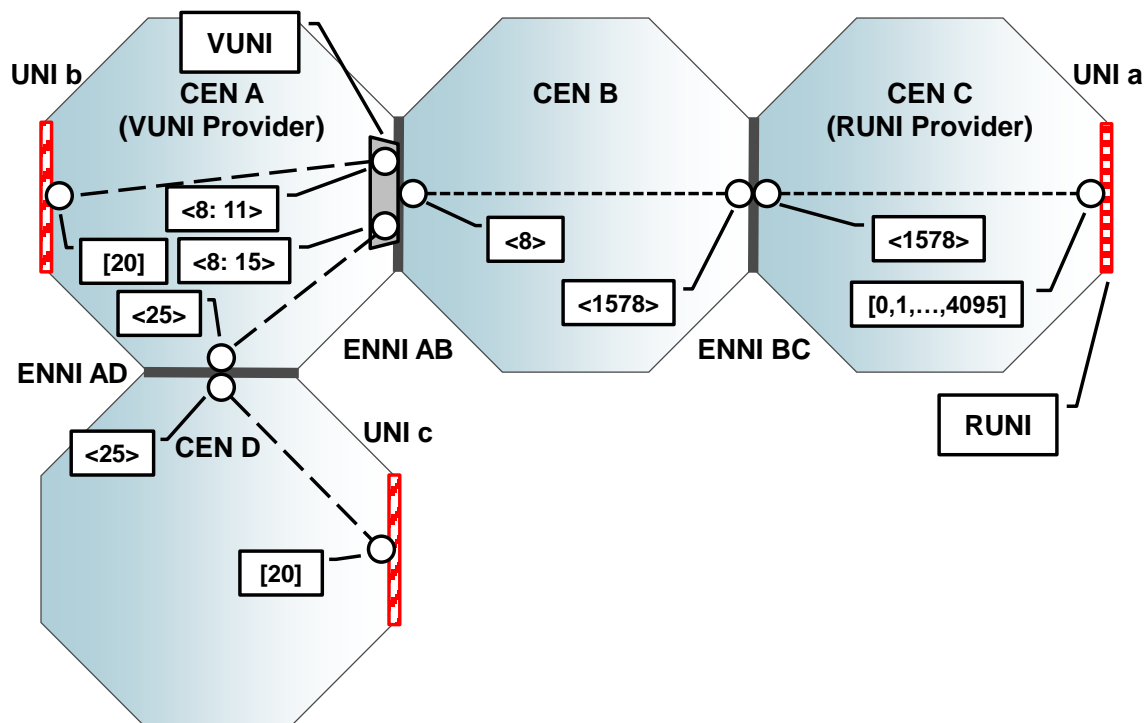 VUNI
UNI b
CEN A
(VUNI Provider)
CEN B
CEN C
(RUNI Provider)
UNI a
<8: 11>
[20]
<8: 15>
<8>
<1578>
<25>
<1578>
[0,1,…,4095]
ENNI AB
ENNI BC
ENNI AD
RUNI
UNI c
<25>
CEN D
[20]